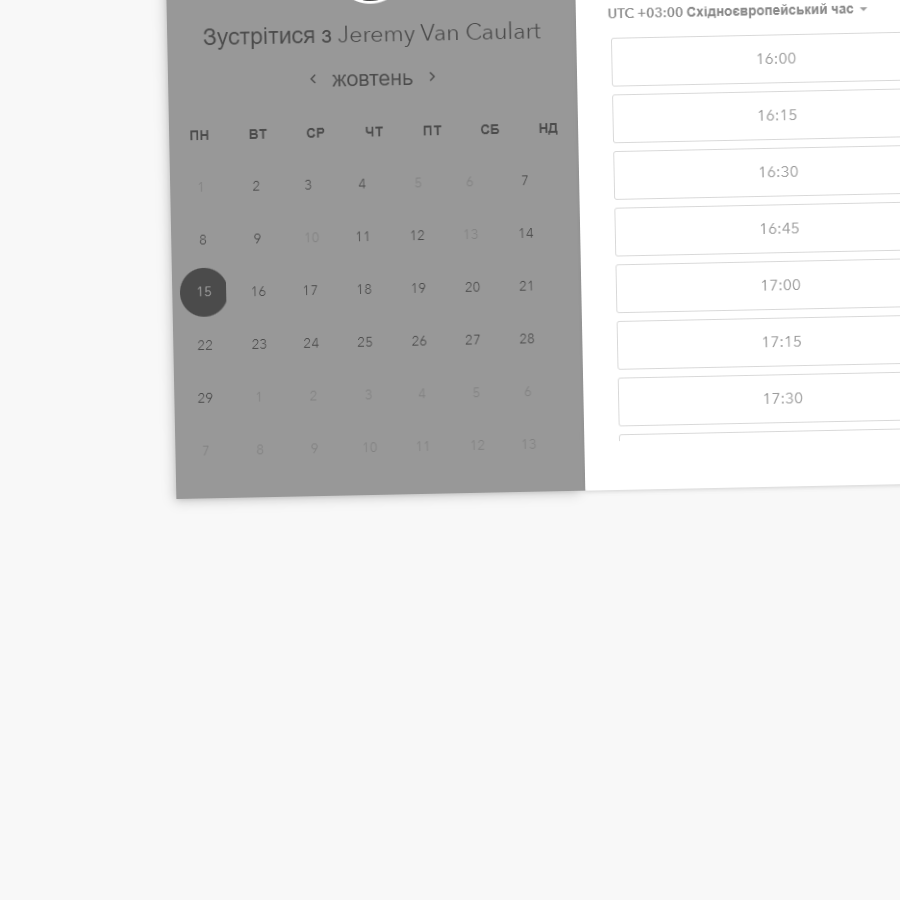 Зустрітися з Jeremy Van Caulart
жовтень
ПН ВТ СР ЧТ ПТ СБ НД
1 2 3 4 5 6 7
8 9 10 11 12 13 14
15 16 17 18 19 20 21
22 23 24 25 26 27 28
29 1 2 3 4 5 6
7 8 9 10 11 12 13
UTC +03:00 Східноєвропейський час
16:00
16:15
16:30
16:45
17:00
17:15
17:30